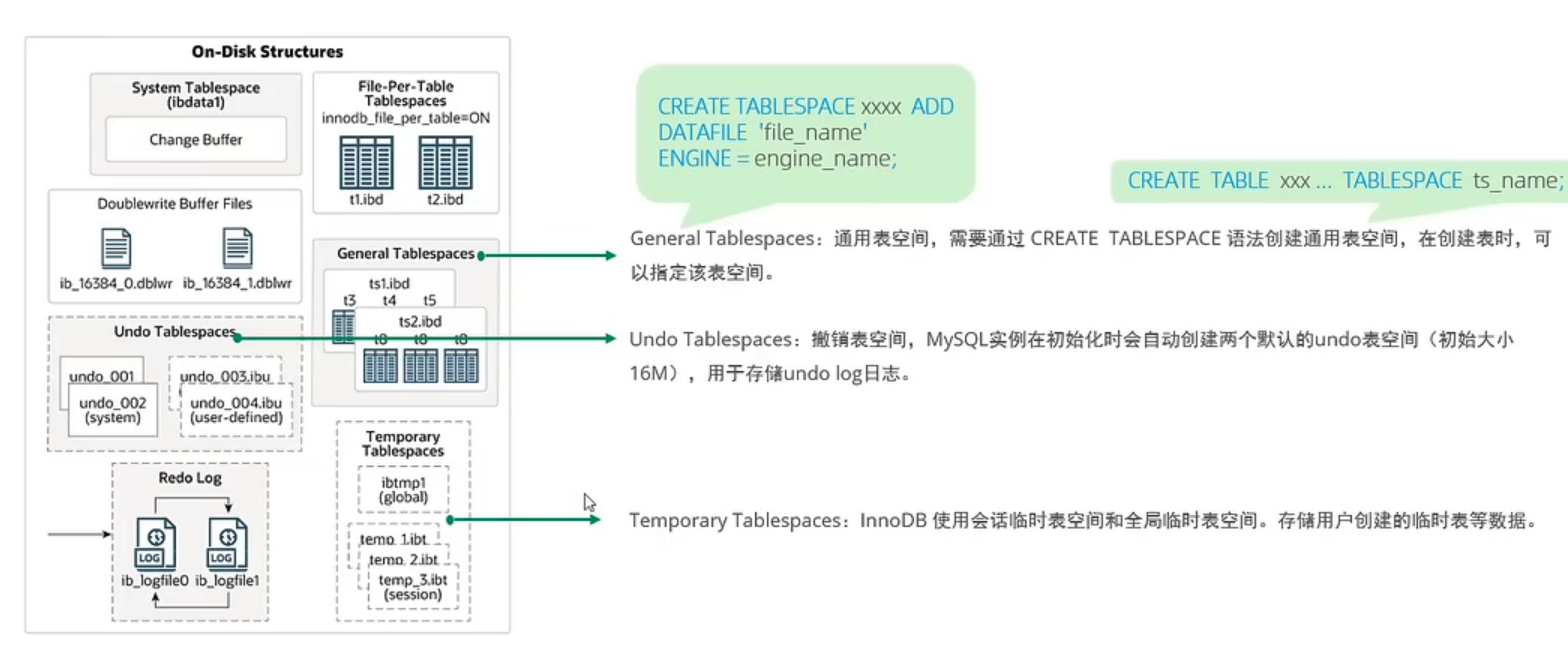 On-Disk Structures
System Tablespace
(ibdata1)
Change Buffer
File-Per-Table
Tablespaces
innodb_file_per_table=ON
t1.ibd t2.ibd
Doublewrite Buffer Files
ib_16384_0.dblwr ib_16384_1.dblwr
General Tablespaces
ts1.ibd
t3 t4 t5
ts2.ibd
Undo Tablespaces
undo_001
undo_002
(system)
undo_003.ibu
undo_004.ibu
(user-defined)
Temporary
Tablespaces
ibtmp1
(global)
temp_1.ibt
temp_2.ibt
temp_3.ibt
(session)
Redo Log
LOG LOG
ib_logfile0 ib_logfile1
CREATE TABLESPACE xxxx ADD
DATAFILE 'file_name'
ENGINE = engine_name;
CREATE TABLE xxx ... TABLESPACE ts_name;
General Tablespaces：通用表空间，需要通过 CREATE TABLESPACE 语法创建通用表空间，在创建表时，可
以指定该表空间。
Undo Tablespaces：撤销表空间，MySQL实例在初始化时会自动创建两个默认的undo表空间（初始大小
16M），用于存储undo log日志。
Temporary Tablespaces：InnoDB 使用会话临时表空间和全局临时表空间。存储用户创建的临时表等数据。